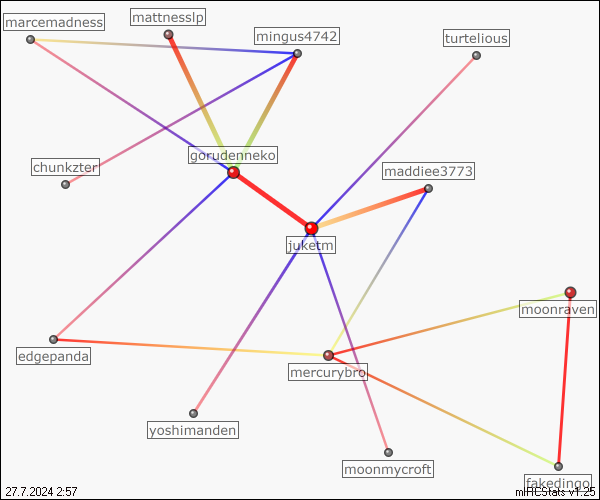 marcemadness
mattnesslp
mingus4742
turtelious
gorudenneko
chunkzter
maddiee3773
juketm
moonraven
edgepanda
mercurybro
yoshimanden
moonmycroft
fakedingo
27.7.2024 2:57
mIRCStats v1.25